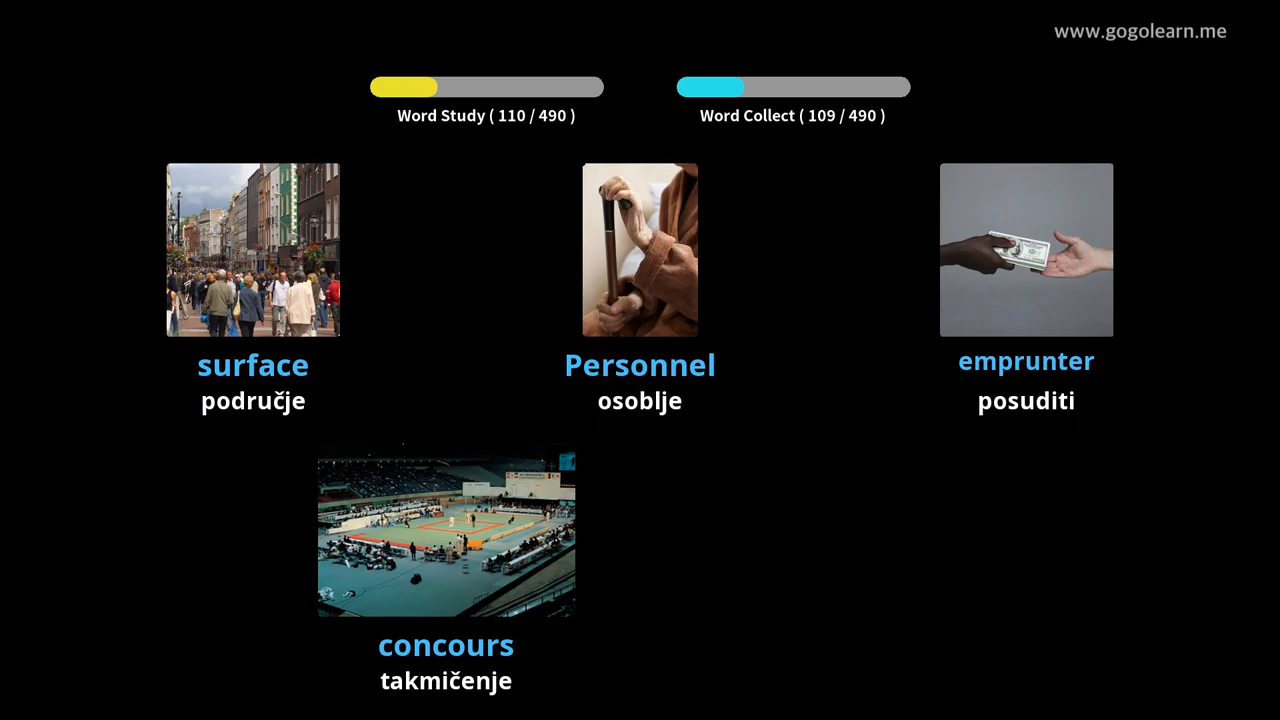 www.gogolearn.me
Word Study ( 110 / 490 )
Word Collect ( 109 / 490 )
surface
područje
Personnel
osoblje
emprunter
posuditi
concours
takmičenje